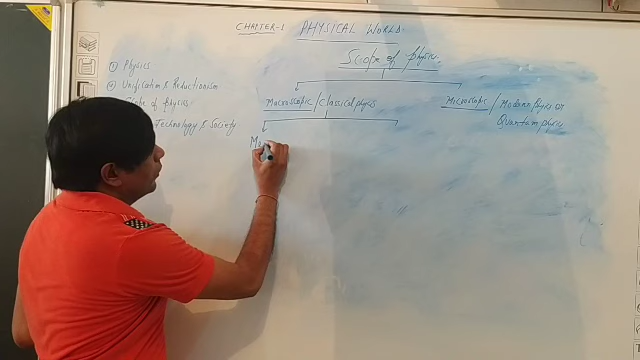 CHAPTER-1 PHYSICAL WORLD
Scope of Physics
① Physics
② Unification & Reductionism
Scope of Physics
Technology & Society
Macroscopic / Classical physics
Microscopic / Modern physics or
Quantum physics